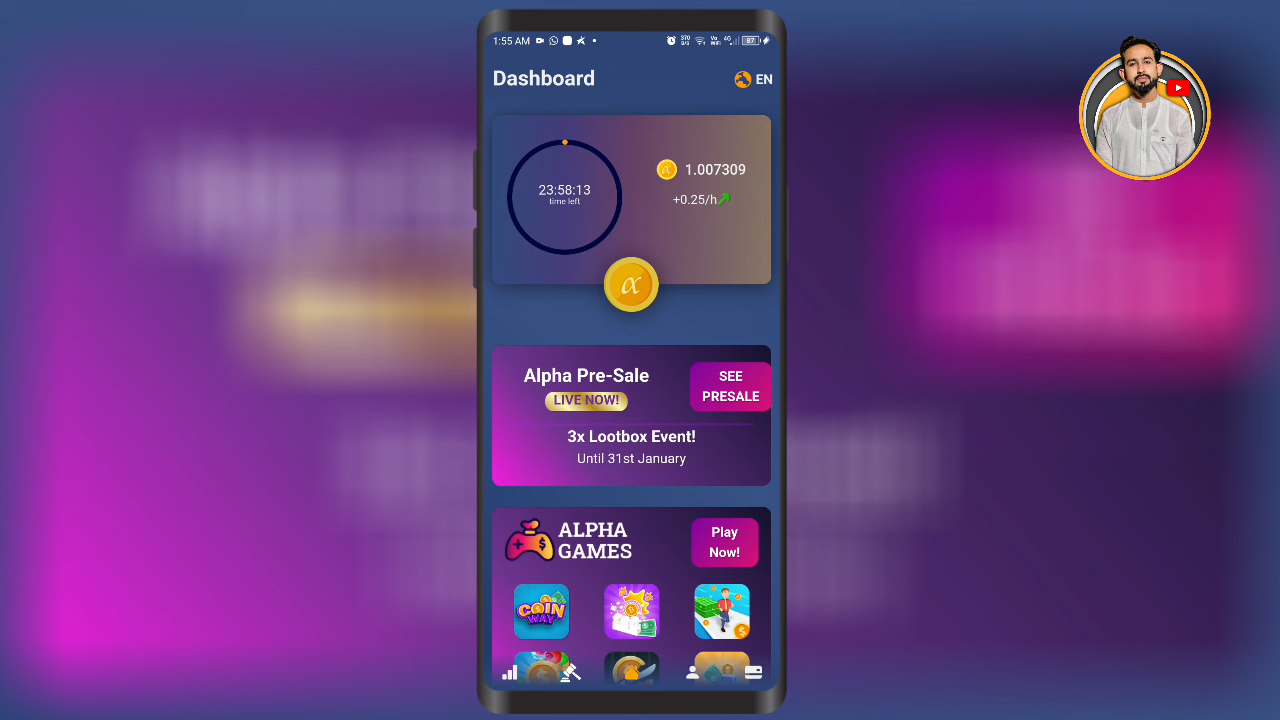 1:55 AM
97
Dashboard
EN
23:58:13
time left
1.007309
+0.25/h
α
Alpha Pre-Sale
LIVE NOW!
SEE
PRESALE
3x Lootbox Event!
Until 31st January
ALPHA
GAMES
Play
Now!
COIN
WAY